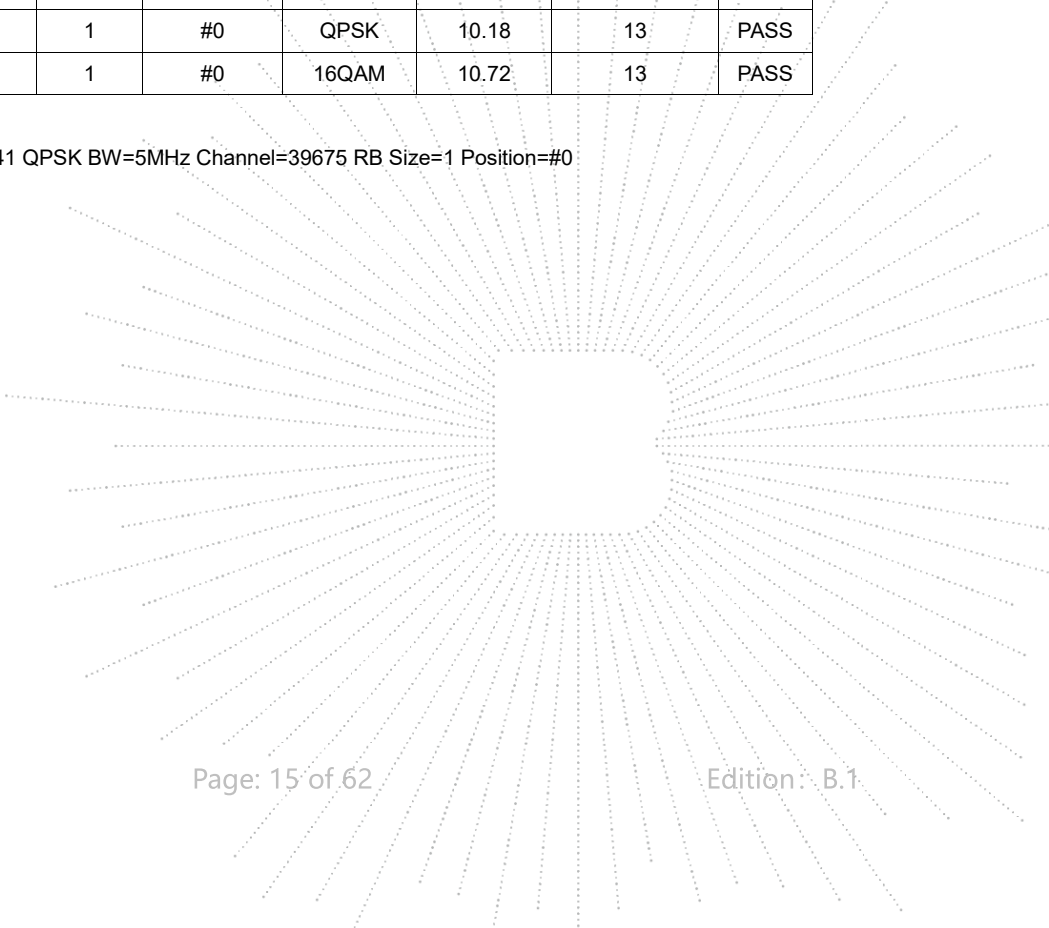 1 #0 QPSK 10.18 13 PASS
1 #0 16QAM 10.72 13 PASS
41 QPSK BW=5MHz Channel=39675 RB Size=1 Position=#0
Page: 15 of 62 Edition：B.1